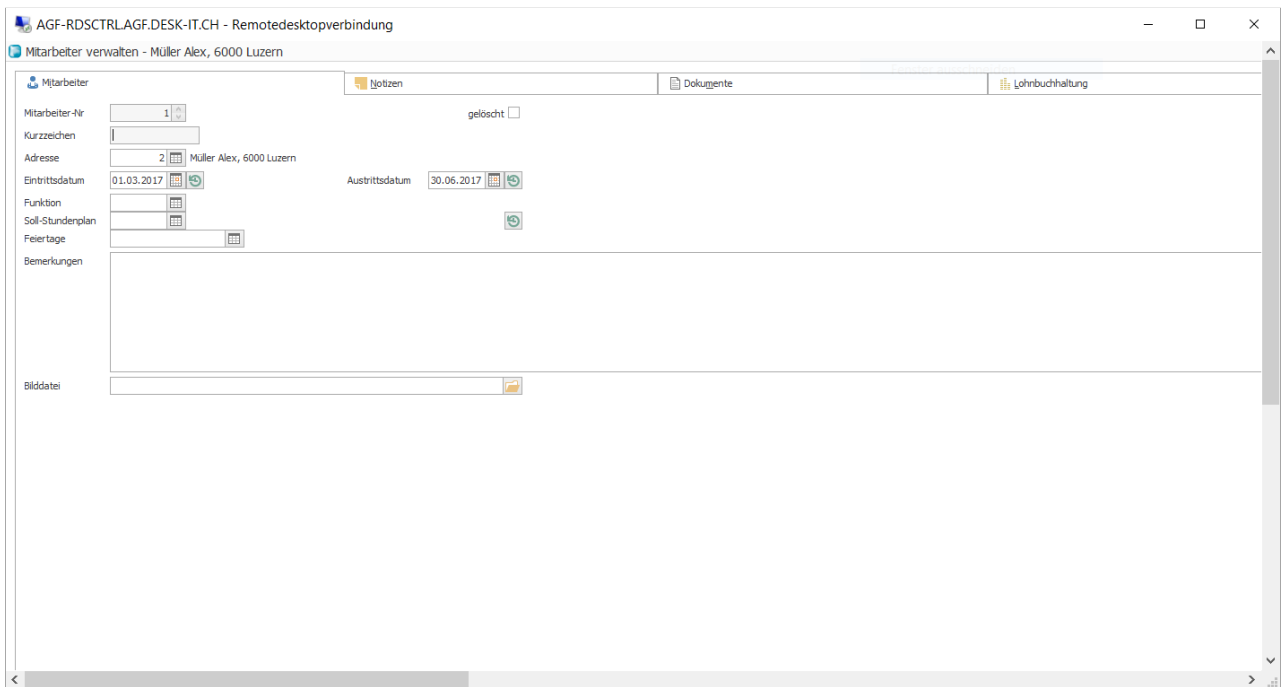 AGF-RDSCTRL.AGF.DESK-IT.CH - Remotedesktopverbindung
Mitarbeiter verwalten - Müller Alex, 6000 Luzern
Fenster ausschneiden
Mitarbeiter Notizen Dokumente Lohnbuchhaltung
Mitarbeiter-Nr 1 gelöscht
Kurzzeichen
Adresse 2 Müller Alex, 6000 Luzern
Eintrittsdatum 01.03.2017 Austrittsdatum 30.06.2017
Funktion
Soll-Stundenplan
Feiertage
Bemerkungen
Bilddatei